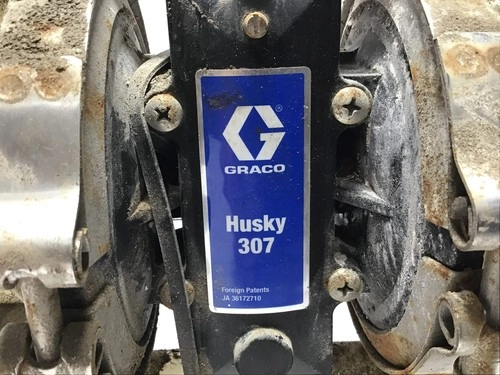 G
GRACO
Husky
307
Foreign Patents
JA 36172710